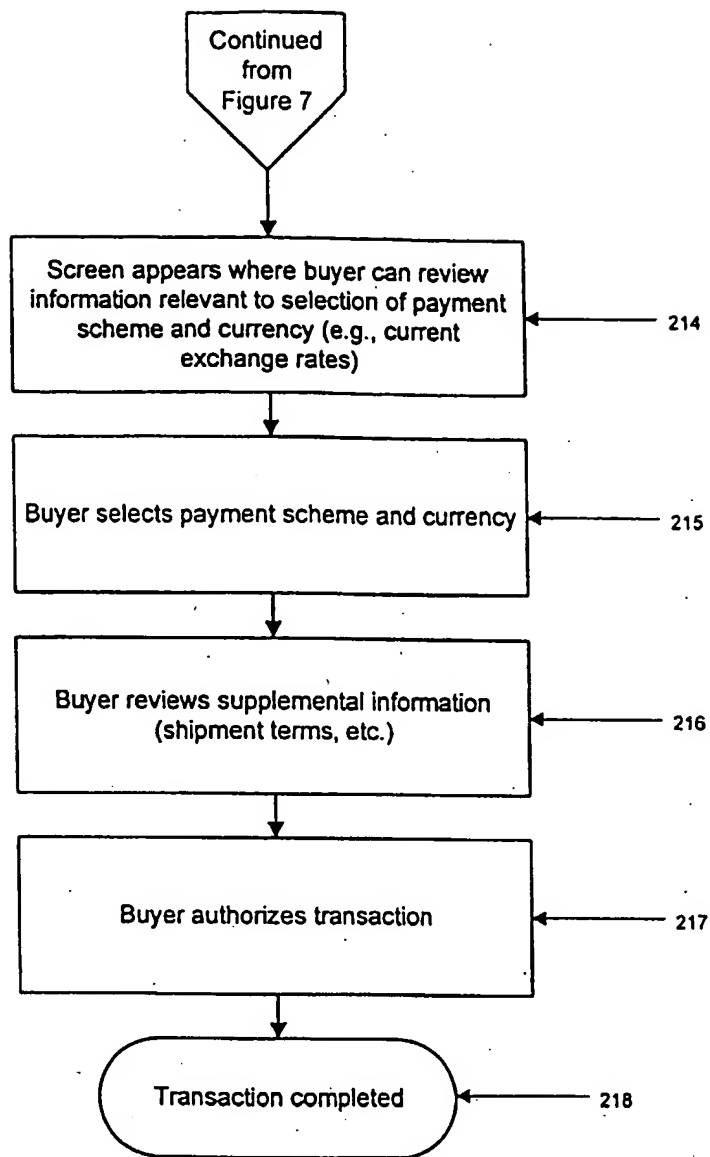 Continued
from
Figure 7
Screen appears where buyer can review
information relevant to selection of payment
scheme and currency (e.g., current
exchange rates)
214
Buyer selects payment scheme and currency
215
Buyer reviews supplemental information
(shipment terms, etc.)
216
Buyer authorizes transaction
217
Transaction completed
218